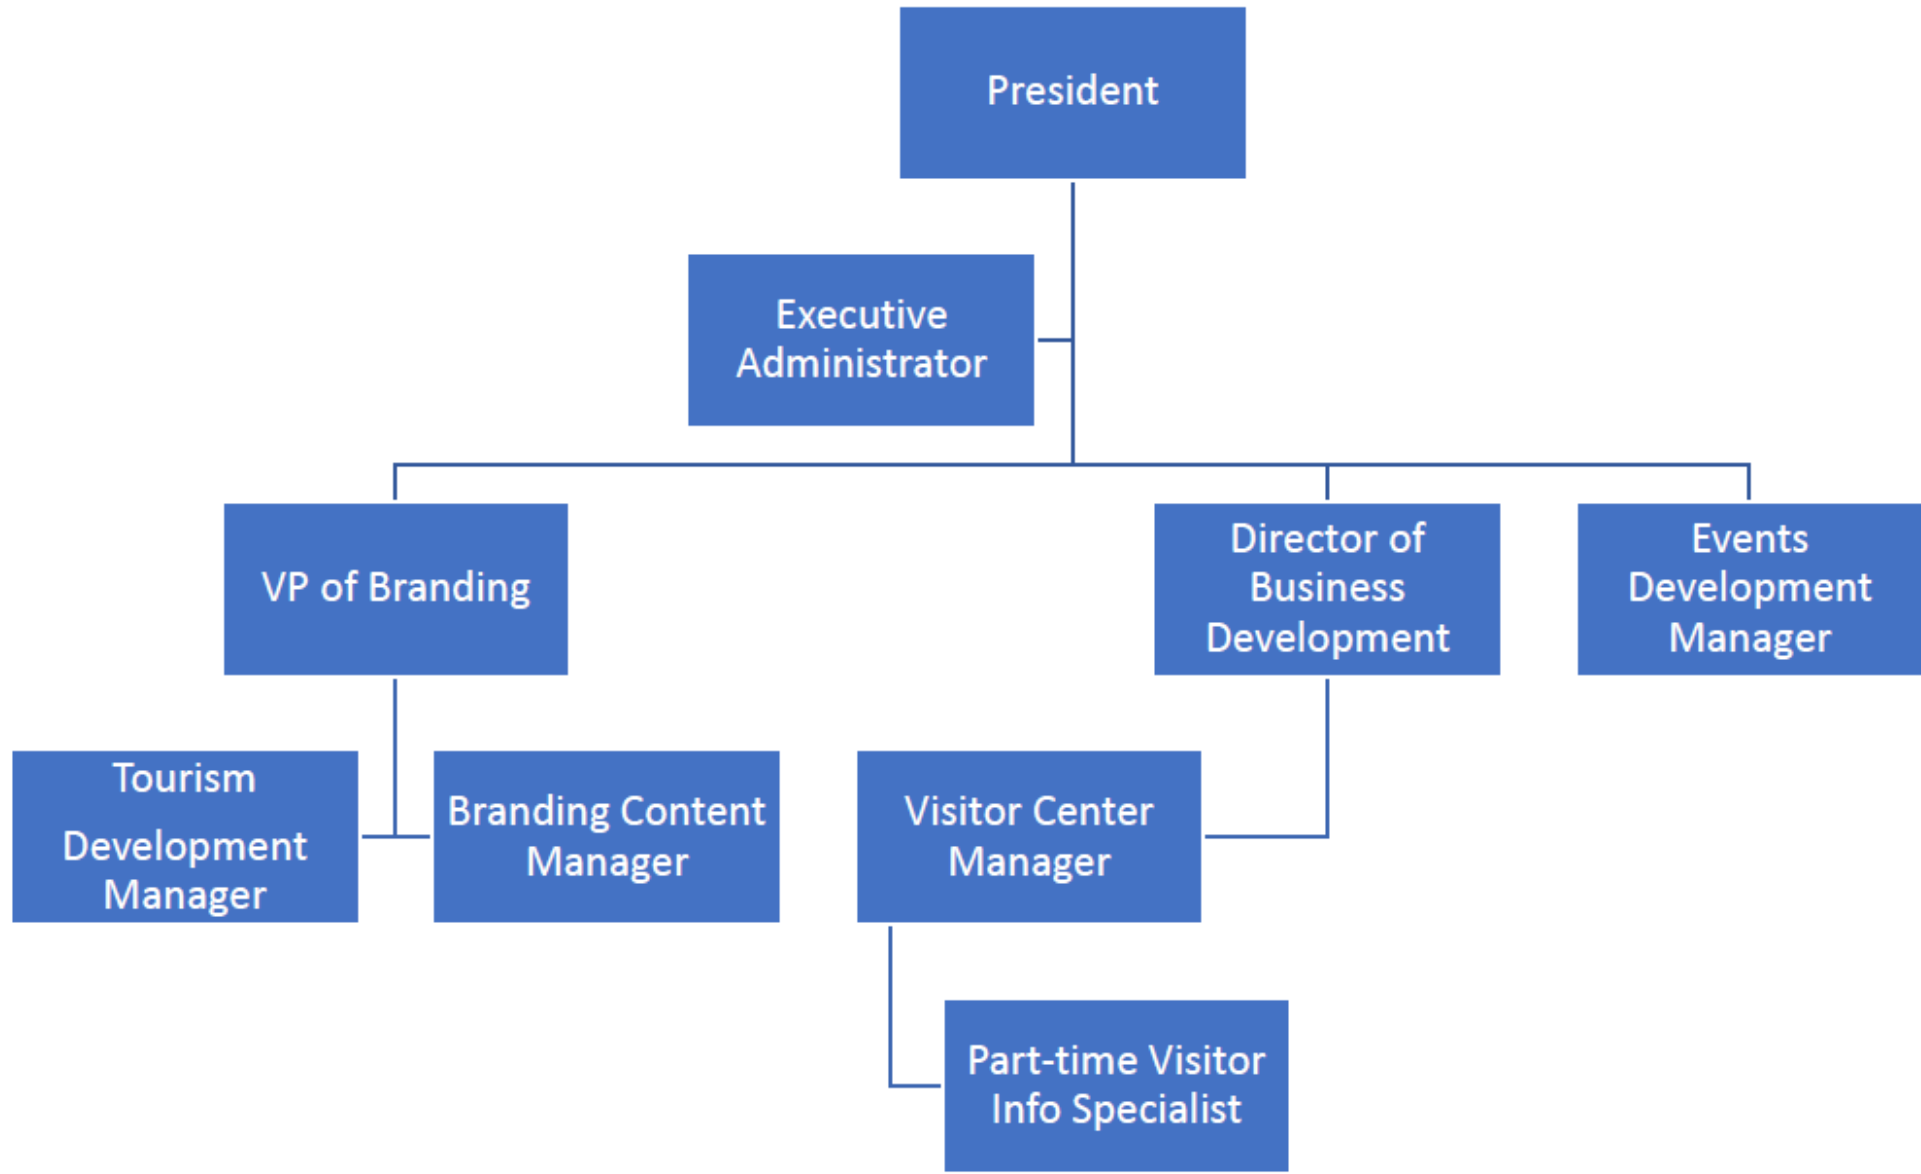 President
Executive
Administrator
VP of Branding
Director of
Business
Development
Events
Development
Manager
Tourism
Development
Manager
Branding Content
Manager
Visitor Center
Manager
Part-time Visitor
Info Specialist